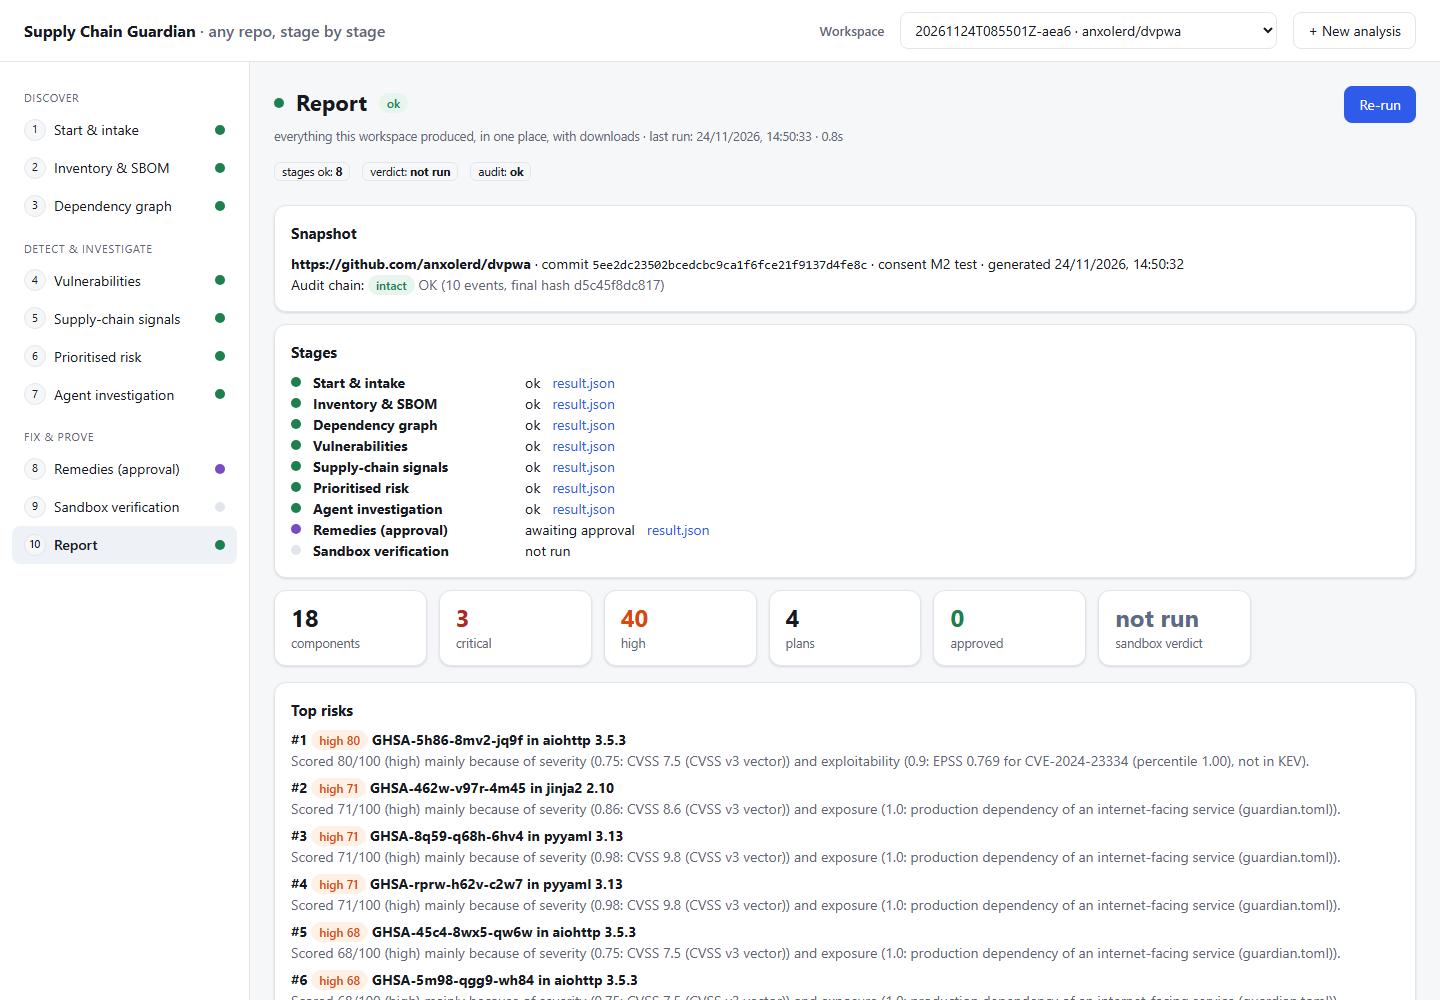 Supply Chain Guardian · any repo, stage by stage
Workspace
20261124T085501Z-aea6 · anxolerd/dvpwa
+ New analysis
DISCOVER
1 Start & intake
2 Inventory & SBOM
3 Dependency graph
DETECT & INVESTIGATE
4 Vulnerabilities
5 Supply-chain signals
6 Prioritised risk
7 Agent investigation
FIX & PROVE
8 Remedies (approval)
9 Sandbox verification
10 Report
Report ok
Re-run
everything this workspace produced, in one place, with downloads · last run: 24/11/2026, 14:50:33 · 0.8s
stages ok: 8 verdict: not run audit: ok
Snapshot
https://github.com/anxolerd/dvpwa · commit 5ee2dc23502bcedcbc9ca1f6fce21f9137d4fe8c · consent M2 test · generated 24/11/2026, 14:50:32
Audit chain: intact OK (10 events, final hash d5c45f8dc817)
Stages
Start & intake ok result.json
Inventory & SBOM ok result.json
Dependency graph ok result.json
Vulnerabilities ok result.json
Supply-chain signals ok result.json
Prioritised risk ok result.json
Agent investigation ok result.json
Remedies (approval) awaiting approval result.json
Sandbox verification not run
18 components
3 critical
40 high
4 plans
0 approved
not run sandbox verdict
Top risks
#1 high 80 GHSA-5h86-8mv2-jq9f in aiohttp 3.5.3
Scored 80/100 (high) mainly because of severity (0.75: CVSS 7.5 (CVSS v3 vector)) and exploitability (0.9: EPSS 0.769 for CVE-2024-23334 (percentile 1.00), not in KEV).
#2 high 71 GHSA-462w-v97r-4m45 in jinja2 2.10
Scored 71/100 (high) mainly because of severity (0.86: CVSS 8.6 (CVSS v3 vector)) and exposure (1.0: production dependency of an internet-facing service (guardian.toml)).
#3 high 71 GHSA-8q59-q68h-6hv4 in pyyaml 3.13
Scored 71/100 (high) mainly because of severity (0.98: CVSS 9.8 (CVSS v3 vector)) and exposure (1.0: production dependency of an internet-facing service (guardian.toml)).
#4 high 71 GHSA-rprw-h62v-c2w7 in pyyaml 3.13
Scored 71/100 (high) mainly because of severity (0.98: CVSS 9.8 (CVSS v3 vector)) and exposure (1.0: production dependency of an internet-facing service (guardian.toml)).
#5 high 68 GHSA-45c4-8wx5-qw6w in aiohttp 3.5.3
Scored 68/100 (high) mainly because of severity (0.75: CVSS 7.5 (CVSS v3 vector)) and exposure (1.0: production dependency of an internet-facing service (guardian.toml)).
#6 high 68 GHSA-5m98-qgg9-wh84 in aiohttp 3.5.3